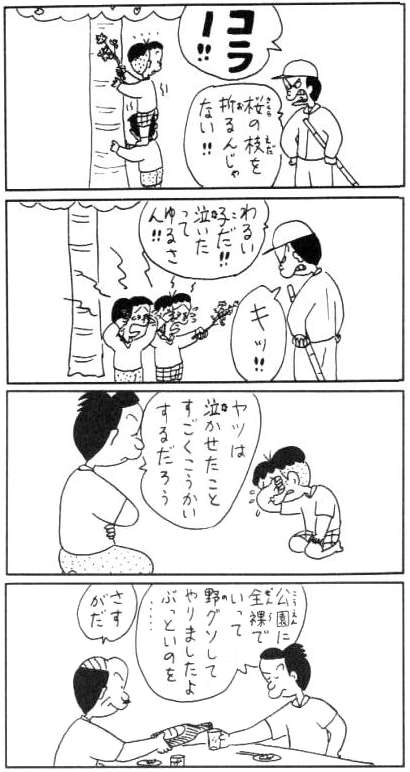 コラ
ー!!
桜の枝を
折るんじゃ
ない!!
わるい
子だ!!
泣いた
って
ゆるさ
ん!!
キッ!!
ヤツは
泣かせたこと
すごくこうかい
するだろう
公園に
全裸で
いって
野グソして
やりましたよ
ぶっといのを
……
さす
がだ